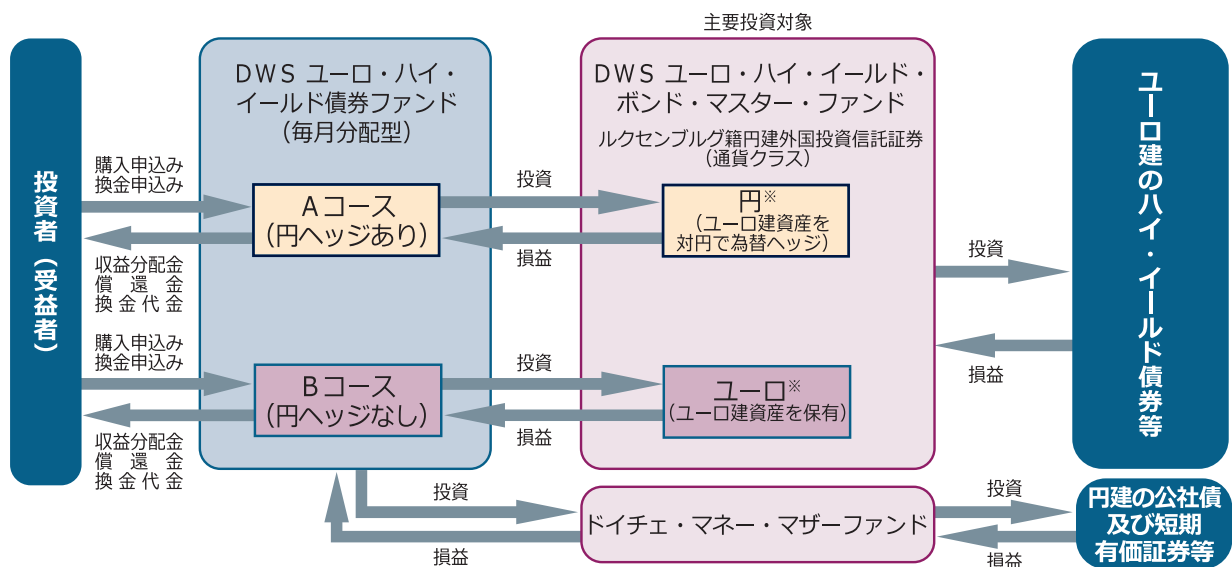 主要投資対象
投資者（受益者）
購入申込み
換金申込み
収益分配金
償還金
換金代金
購入申込み
換金申込み
収益分配金
償還金
換金代金
ＤＷＳ ユーロ・ハイ・
イールド債券ファンド
（毎月分配型）
Ａコース
（円ヘッジあり）
Ｂコース
（円ヘッジなし）
投資
損益
投資
損益
投資
損益
ＤＷＳ ユーロ・ハイ・イールド・
ボンド・マスター・ファンド
ルクセンブルグ籍円建外国投資信託証券
（通貨クラス）
円※
（ユーロ建資産を
対円で為替ヘッジ）
ユーロ※
（ユーロ建資産を保有）
ドイチェ・マネー・マザーファンド
投資
損益
投資
損益
ユーロ建のハイ・イールド債券等
円建の公社債
及び短期
有価証券等